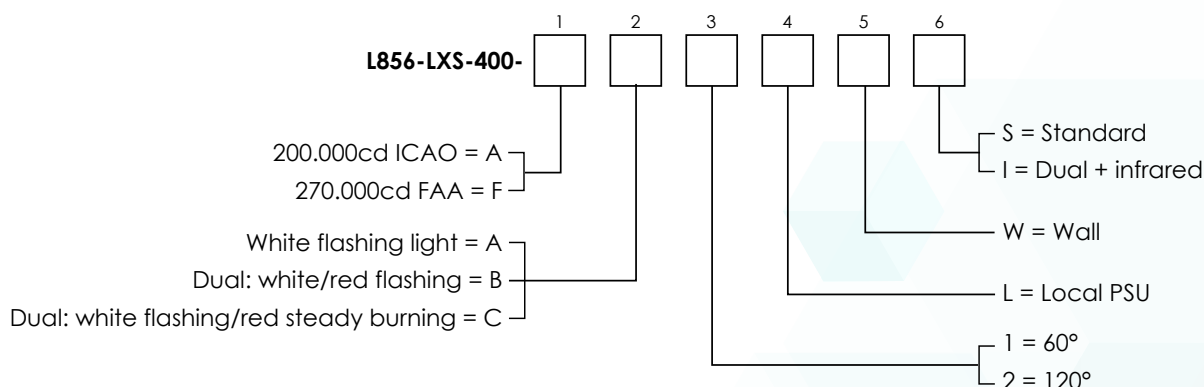 1 2 3 4 5 6
L856-LXS-400-
200.000cd ICAO = A
270.000cd FAA = F
White flashing light = A
Dual: white/red flashing = B
Dual: white flashing/red steady burning = C
S = Standard
I = Dual + infrared
W = Wall
L = Local PSU
1 = 60°
2 = 120°